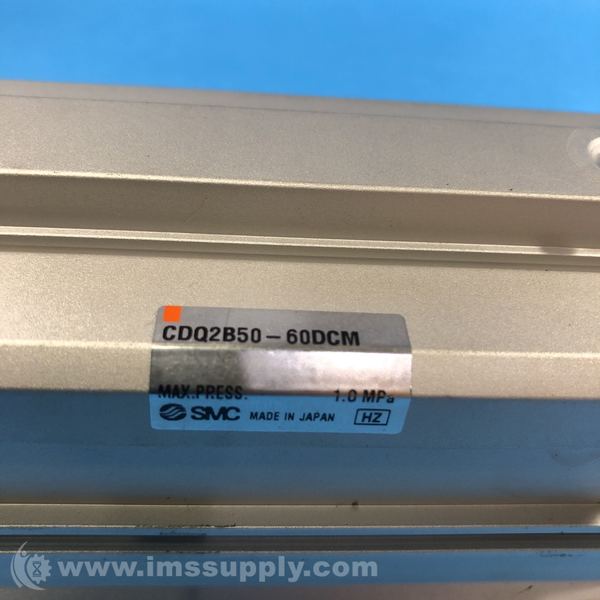 CDQ2B50-60DCM
MAX.PRESS. 1.0 MPa
SMC MADE IN JAPAN HZ
www.imssupply.com